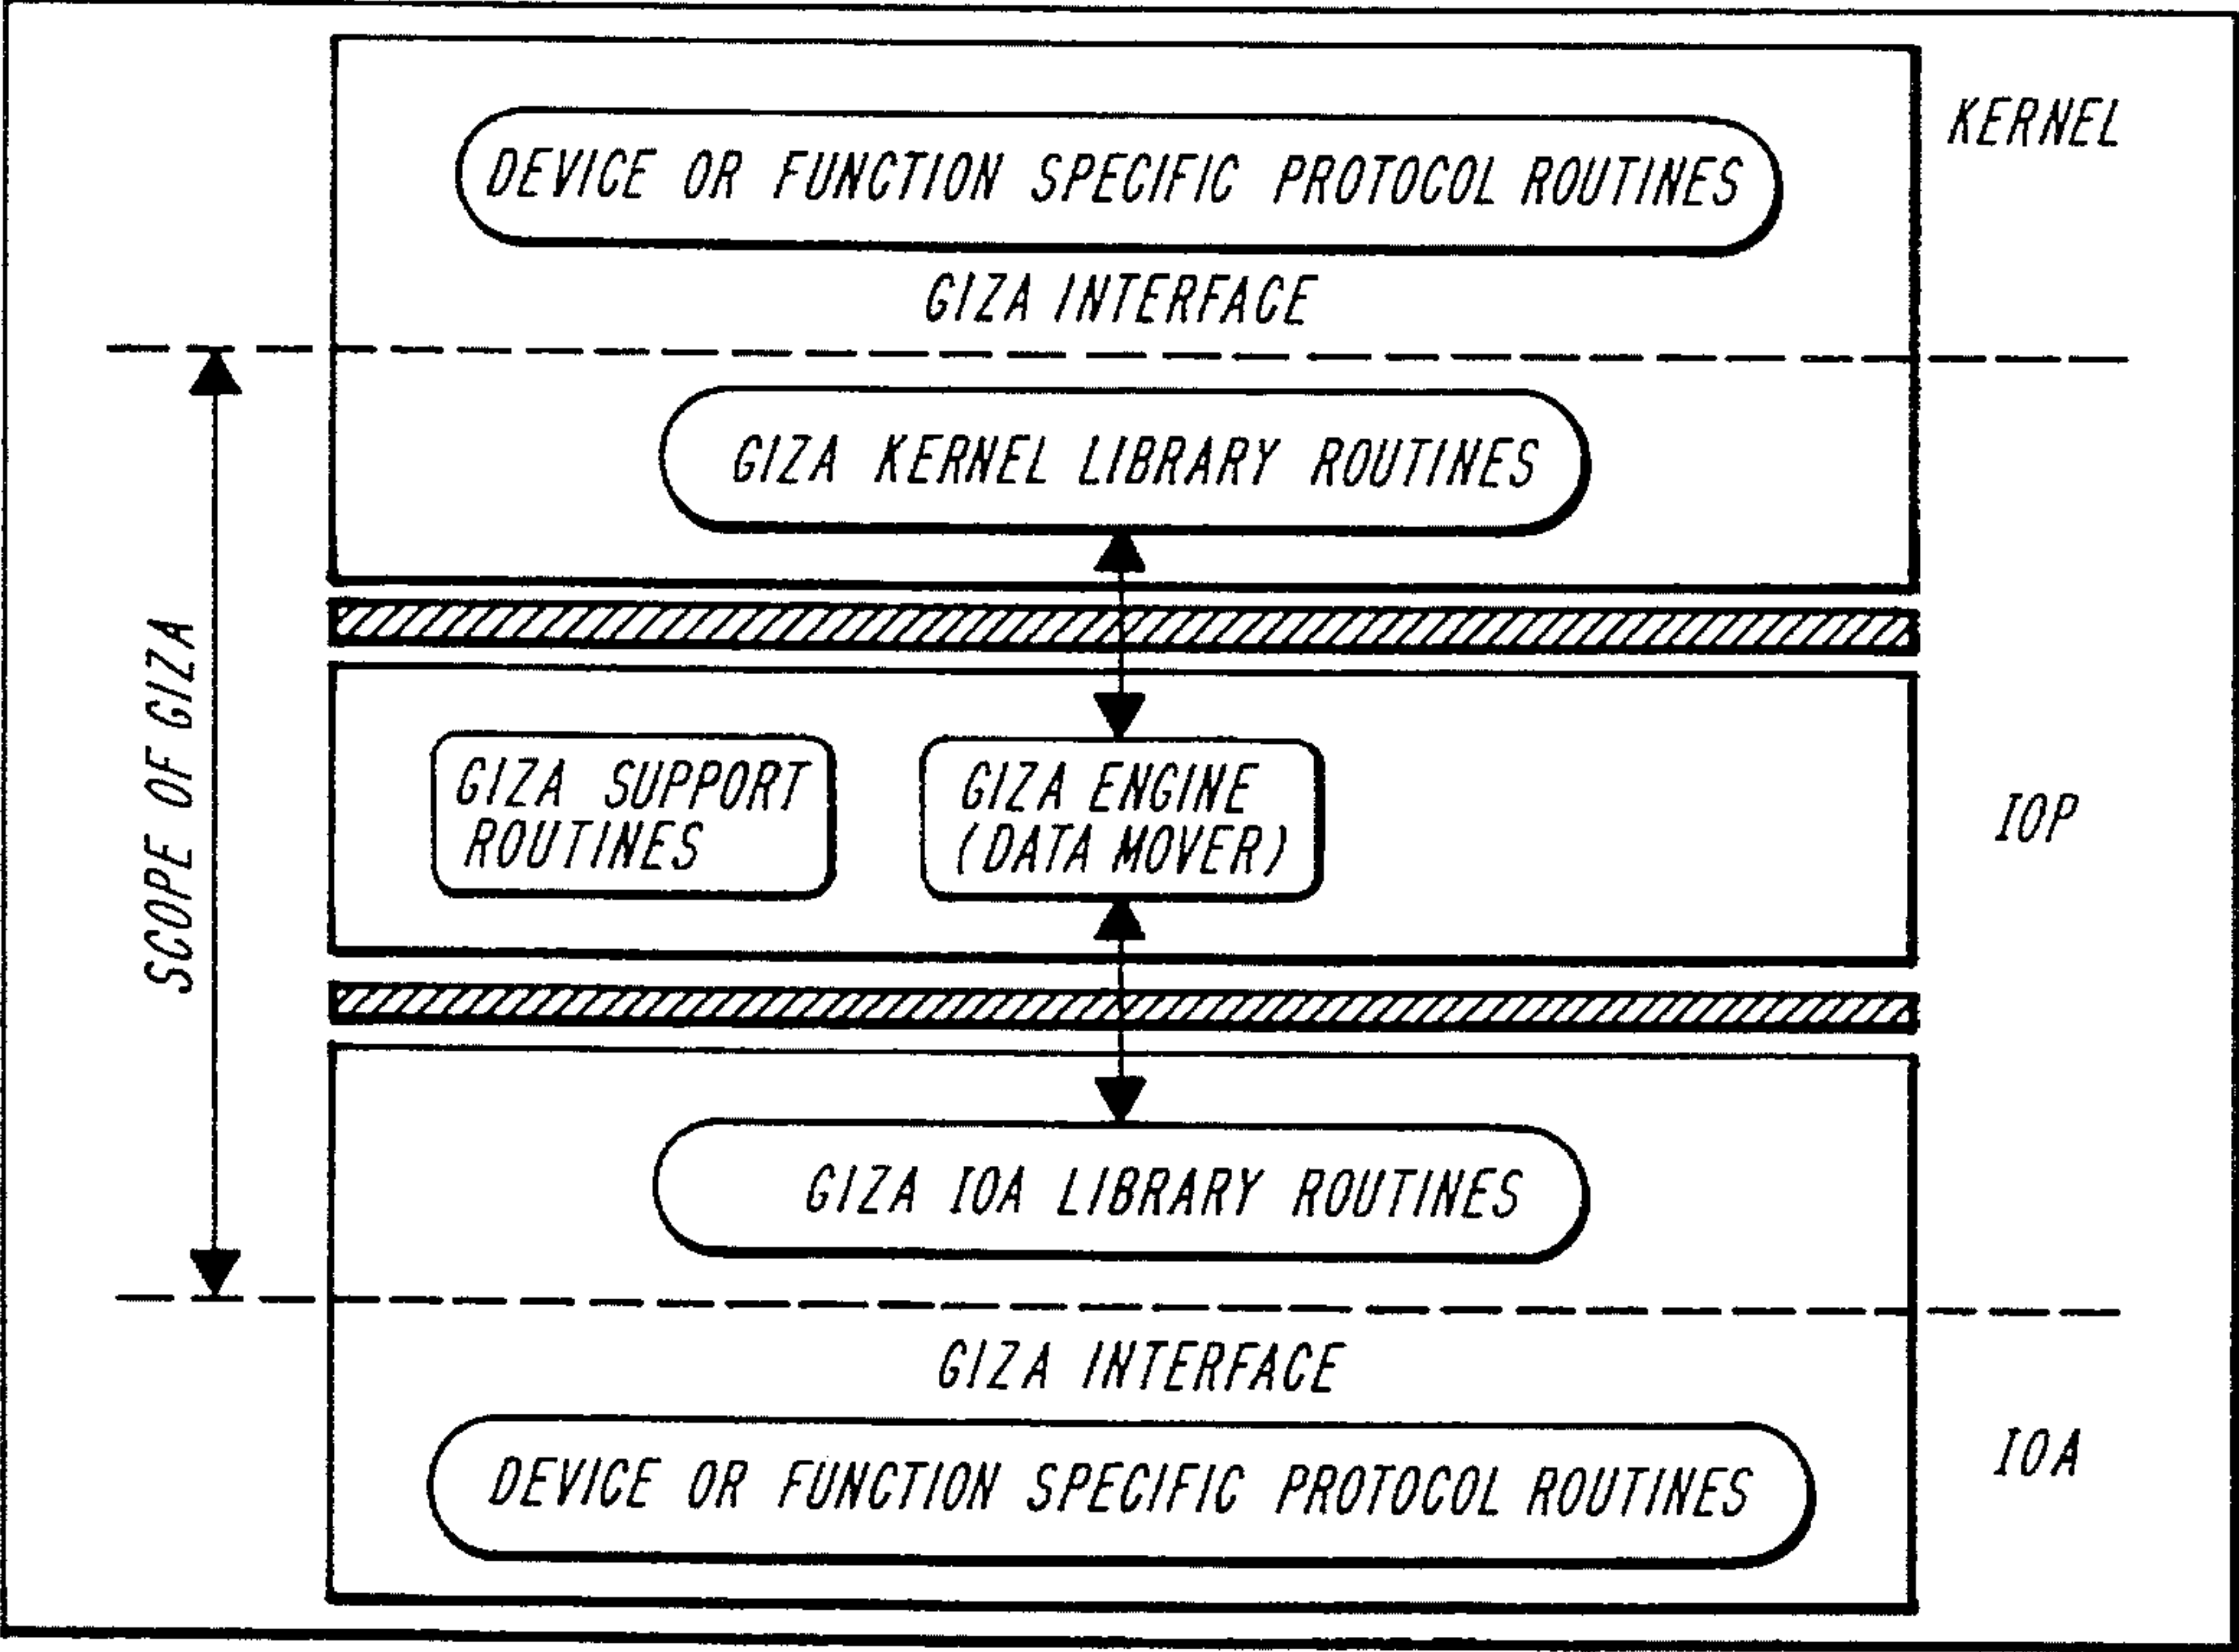 KERNEL
DEVICE OR FUNCTION SPECIFIC PROTOCOL ROUTINES
GIZA INTERFACE
GIZA KERNEL LIBRARY ROUTINES
SCOPE OF GIZA
GIZA SUPPORT
ROUTINES
GIZA ENGINE
(DATA MOVER)
IOP
GIZA IOA LIBRARY ROUTINES
GIZA INTERFACE
IOA
DEVICE OR FUNCTION SPECIFIC PROTOCOL ROUTINES